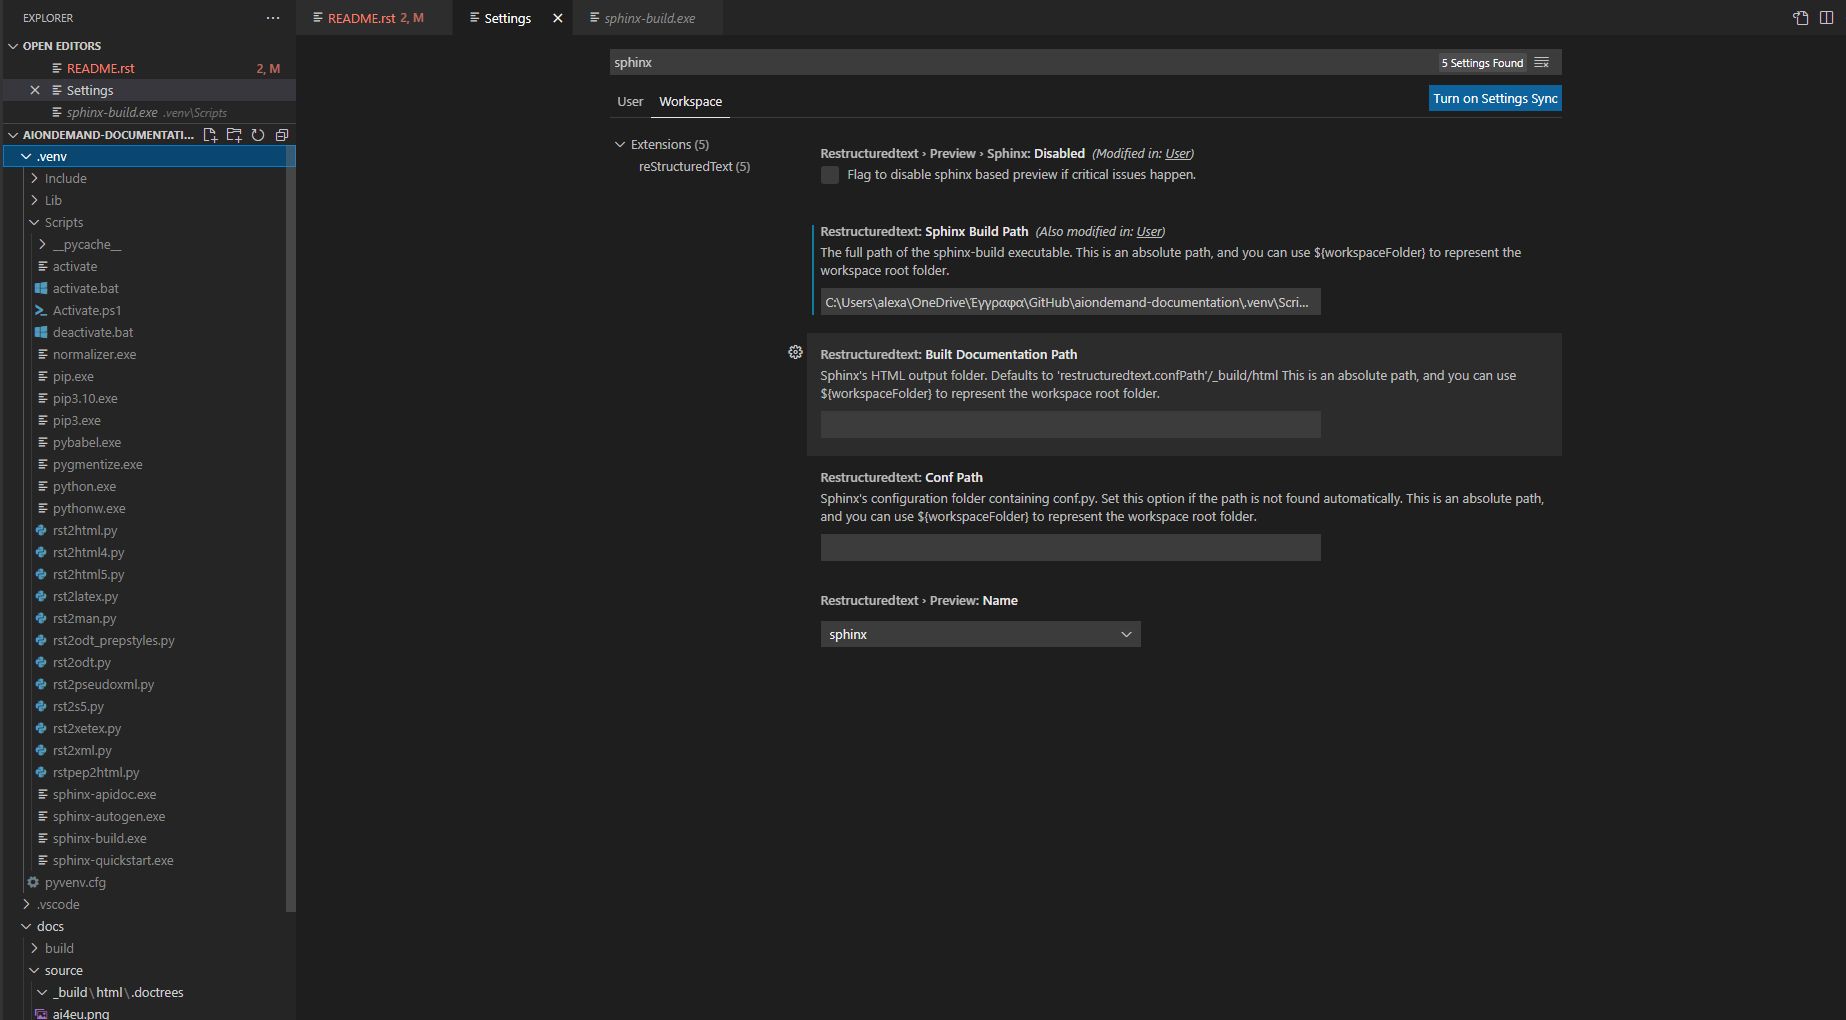 EXPLORER
OPEN EDITORS
README.rst 2, M
Settings
sphinx-build.exe .venv\Scripts
AIONDEMAND-DOCUMENTATI...
.venv
Include
Lib
Scripts
__pycache__
activate
activate.bat
Activate.ps1
deactivate.bat
normalizer.exe
pip.exe
pip3.10.exe
pip3.exe
pybabel.exe
pygmentize.exe
python.exe
pythonw.exe
rst2html.py
rst2html4.py
rst2html5.py
rst2latex.py
rst2man.py
rst2odt_prepstyles.py
rst2odt.py
rst2pseudoxml.py
rst2s5.py
rst2xetex.py
rst2xml.py
rstpep2html.py
sphinx-apidoc.exe
sphinx-autogen.exe
sphinx-build.exe
sphinx-quickstart.exe
pyvenv.cfg
.vscode
docs
build
source
_build\html\.doctrees
ai4eu.png
README.rst 2, M
Settings
sphinx-build.exe
sphinx
5 Settings Found
User Workspace
Turn on Settings Sync
Extensions (5)
reStructuredText (5)
Restructuredtext › Preview › Sphinx: Disabled (Modified in: User)
Flag to disable sphinx based preview if critical issues happen.
Restructuredtext: Sphinx Build Path (Also modified in: User)
The full path of the sphinx-build executable. This is an absolute path, and you can use ${workspaceFolder} to represent the
workspace root folder.
C:\Users\alexa\OneDrive\Έγγραφα\GitHub\aiondemand-documentation\.venv\Scri...
Restructuredtext: Built Documentation Path
Sphinx's HTML output folder. Defaults to 'restructuredtext.confPath'/_build/html This is an absolute path, and you can use
${workspaceFolder} to represent the workspace root folder.
Restructuredtext: Conf Path
Sphinx's configuration folder containing conf.py. Set this option if the path is not found automatically. This is an absolute path,
and you can use ${workspaceFolder} to represent the workspace root folder.
Restructuredtext › Preview: Name
sphinx